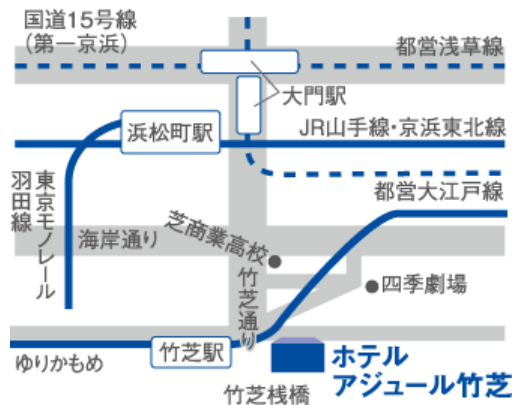 国道15号線
(第一京浜)
都営浅草線
大門駅
浜松町駅
JR山手線・京浜東北線
東京モノレール
羽田線
都営大江戸線
海岸通り
芝商業高校
竹芝通り
四季劇場
竹芝駅
ゆりかもめ
ホテル
アジュール竹芝
竹芝桟橋